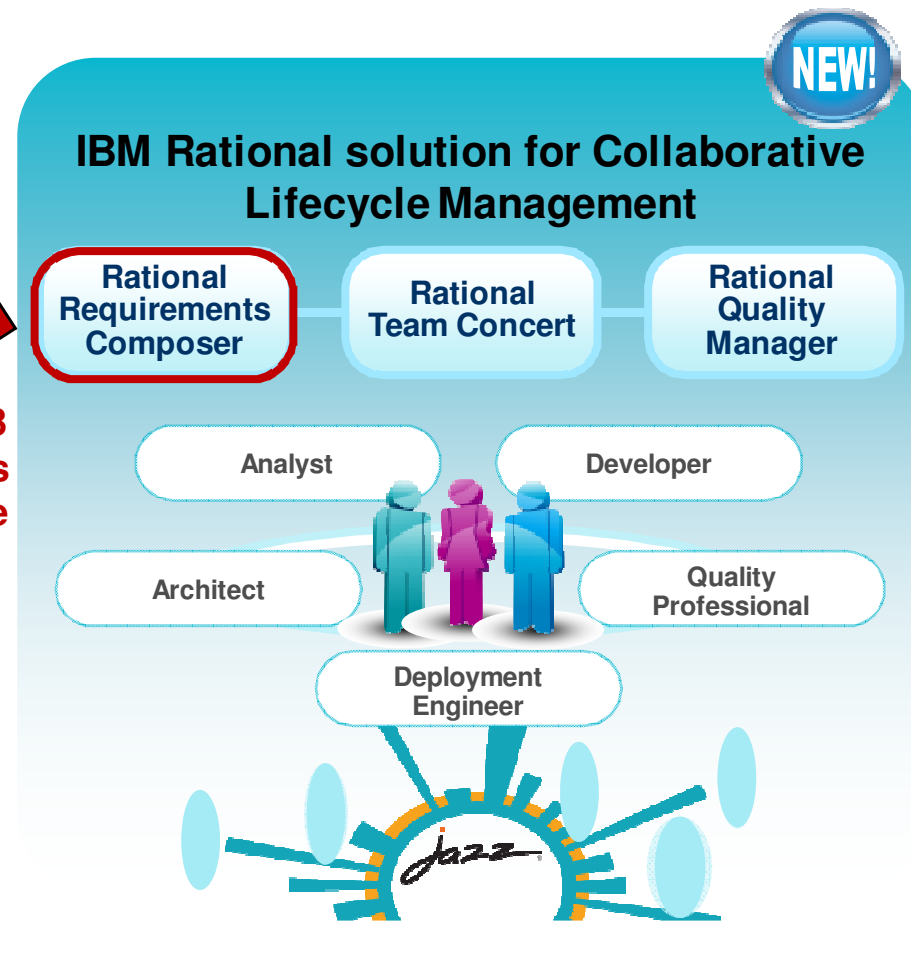 NEW!
IBM Rational solution for Collaborative
Lifecycle Management
Rational
Requirements
Composer
Rational
Team Concert
Rational
Quality
Manager
Analyst
Developer
Architect
Quality
Professional
Deployment
Engineer
jazz